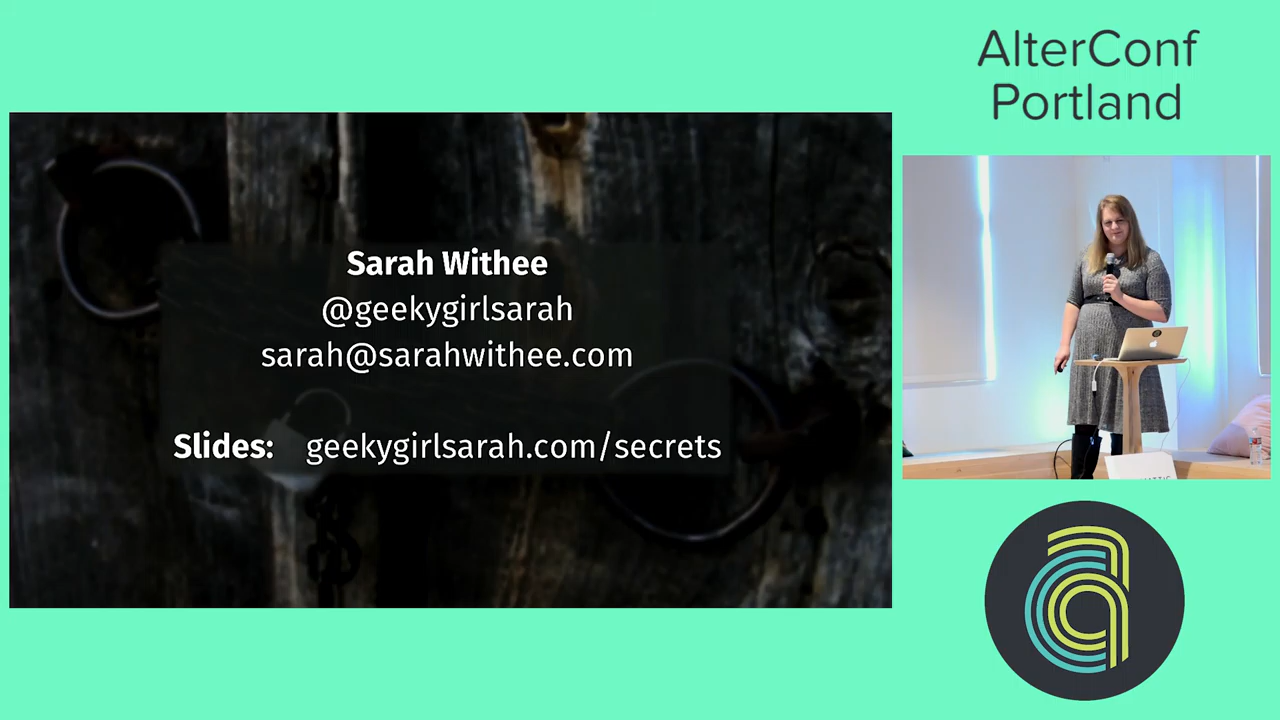 AlterConf
Portland
Sarah Withee
@geekygirlsarah
sarah@sarahwithee.com
Slides: geekygirlsarah.com/secrets